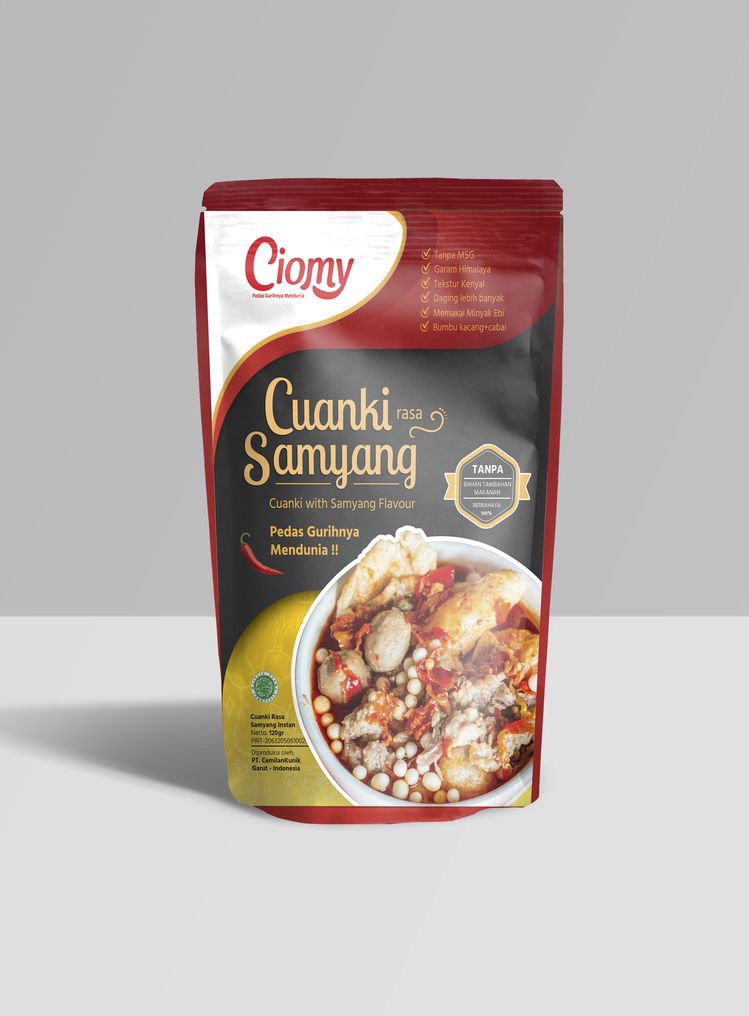 Ciomy
Pedas Gurihnya Mendunia
Tanpa MSG
Garam Himalaya
Tekstur Kenyal
Daging lebih banyak
Memakai Minyak Ebi
Bumbu kacang+cabai
Cuanki rasa
Samyang
Cuanki with Samyang Flavour
Pedas Gurihnya
Mendunia !!
TANPA
BAHAN TAMBAHAN
MAKANAN
BERBAHAYA
100%
Cuanki Rasa
Samyang Instan
Netto: 120gr
PIRT-2063205061002
Diproduksi oleh:
PT. CemilanKunik
Garut - Indonesia